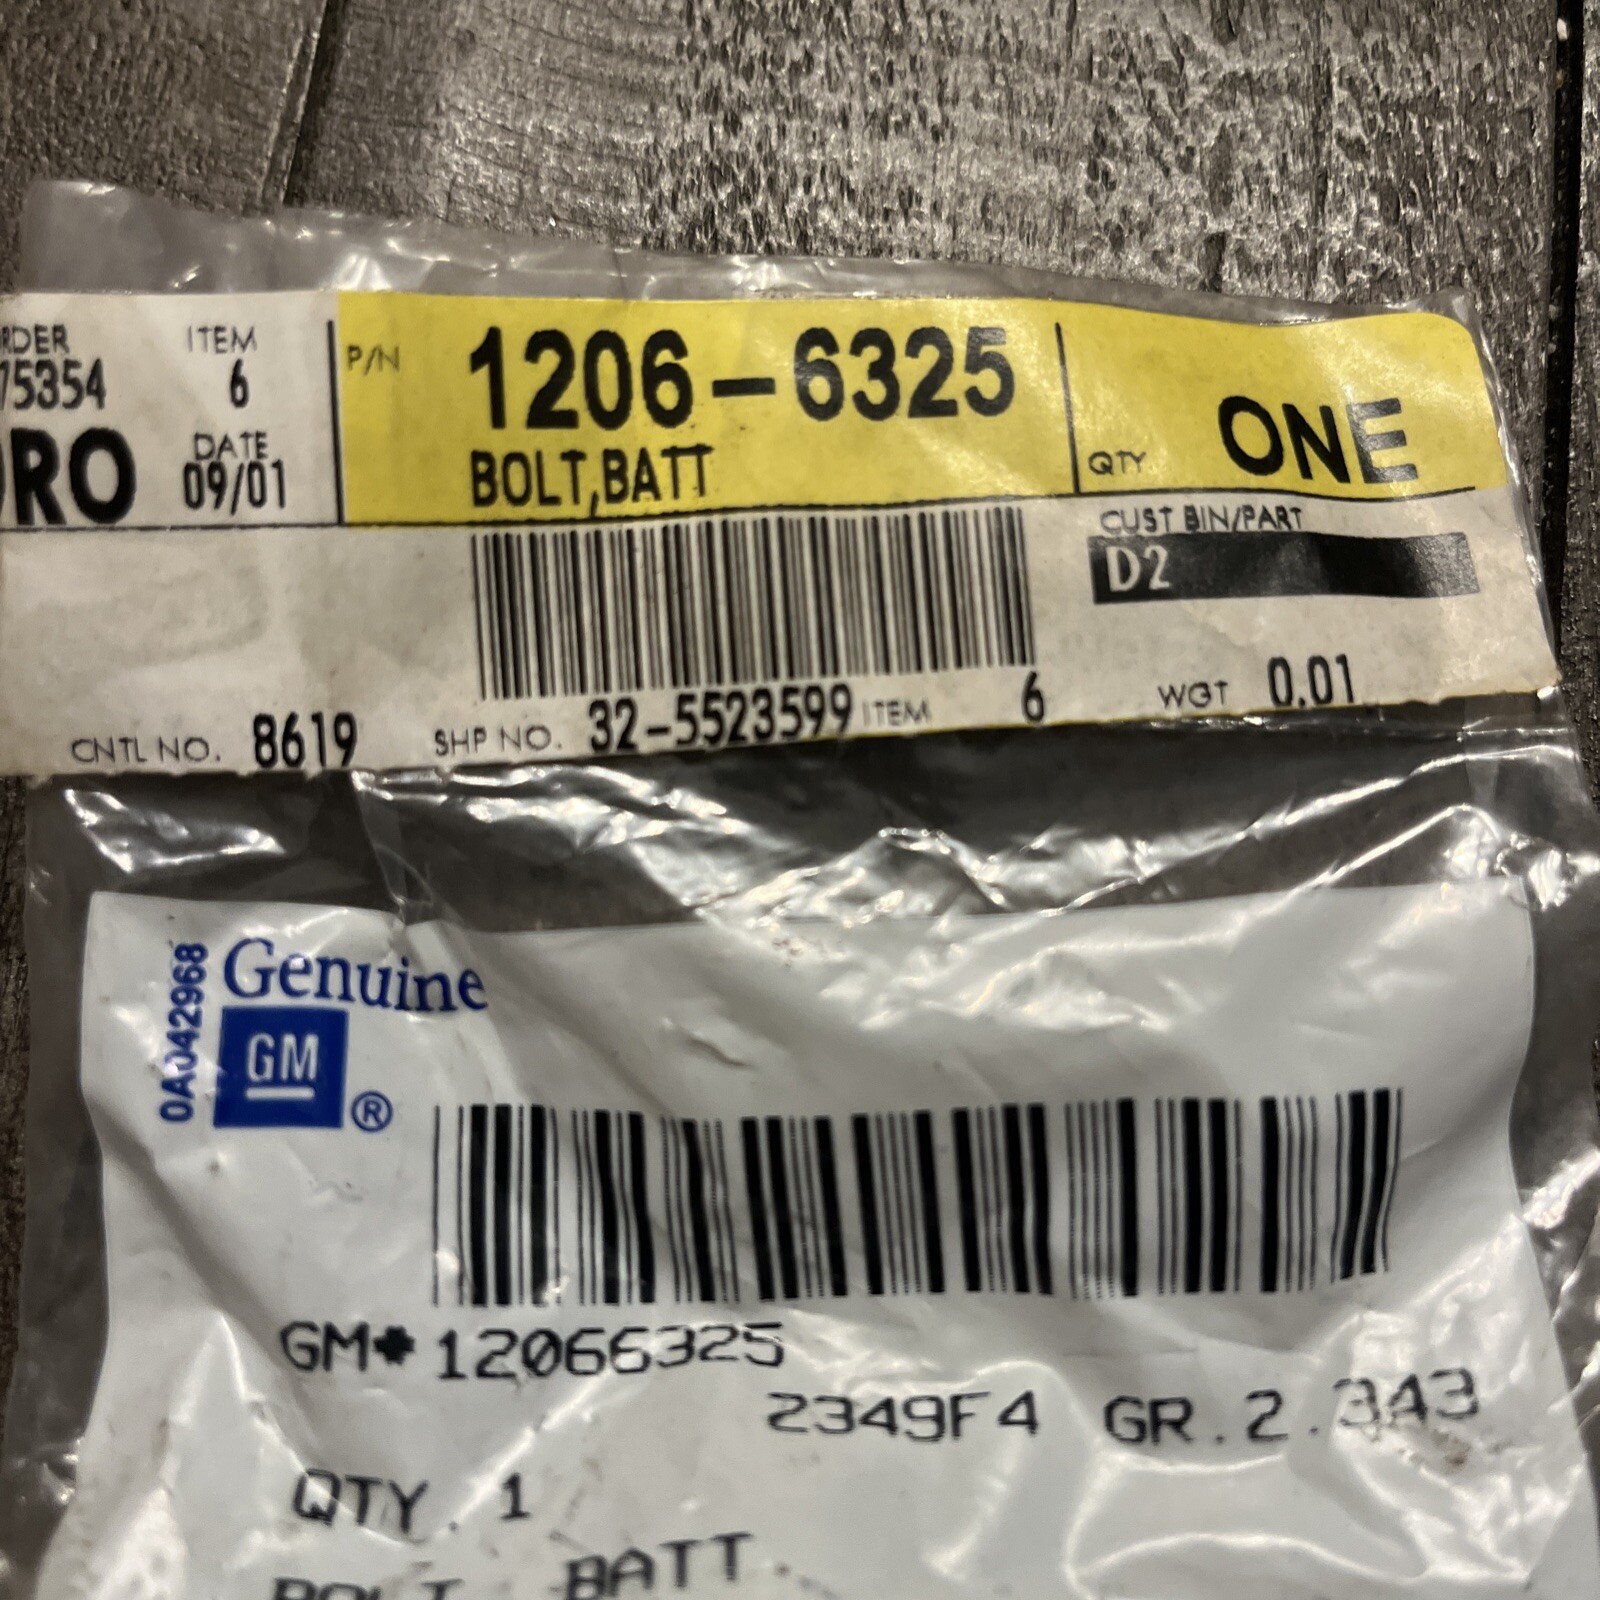 RDER ITEM
75354 6
P/N 1206-6325
QTY ONE
RO DATE
09/01
BOLT,BATT
CUST BIN/PART
D2
CNTL NO. 8619 SHP NO. 32-5523599 ITEM 6 WGT 0.01
0A042968
Genuine
GM ®
GM* 12066325
2349F4 GR.2.343
QTY. 1
BOLT, BATT